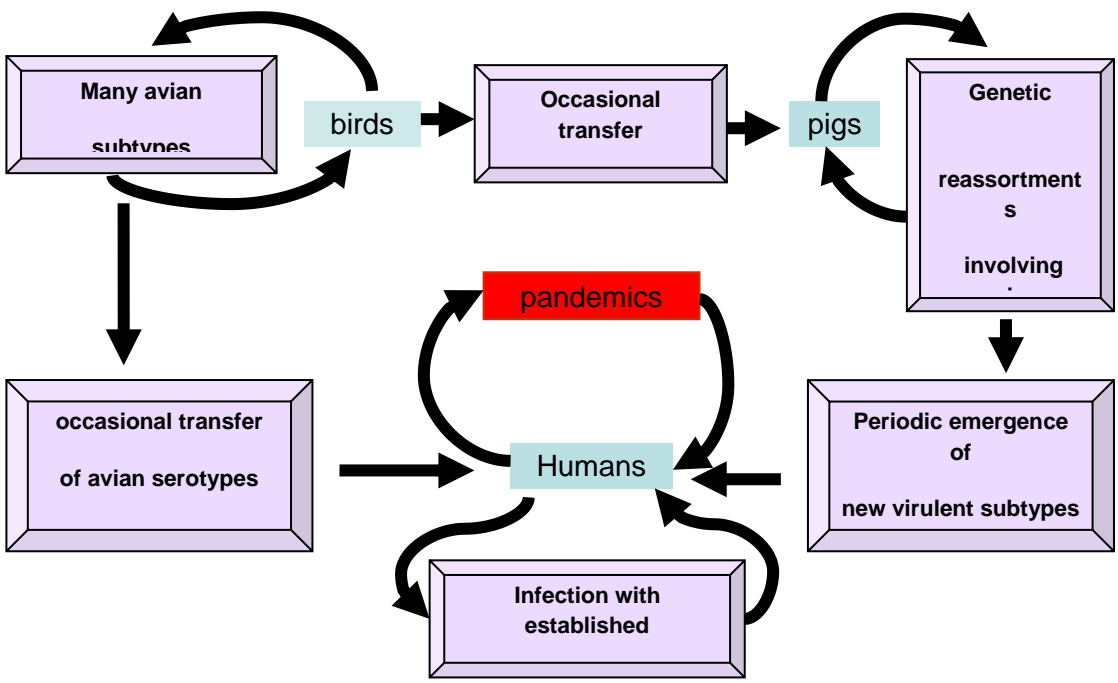 Many avian
subtypes
birds
Occasional
transfer
pigs
Genetic
reassortment
s
involving
pandemics
occasional transfer
of avian serotypes
Humans
Periodic emergence
of
new virulent subtypes
Infection with
established